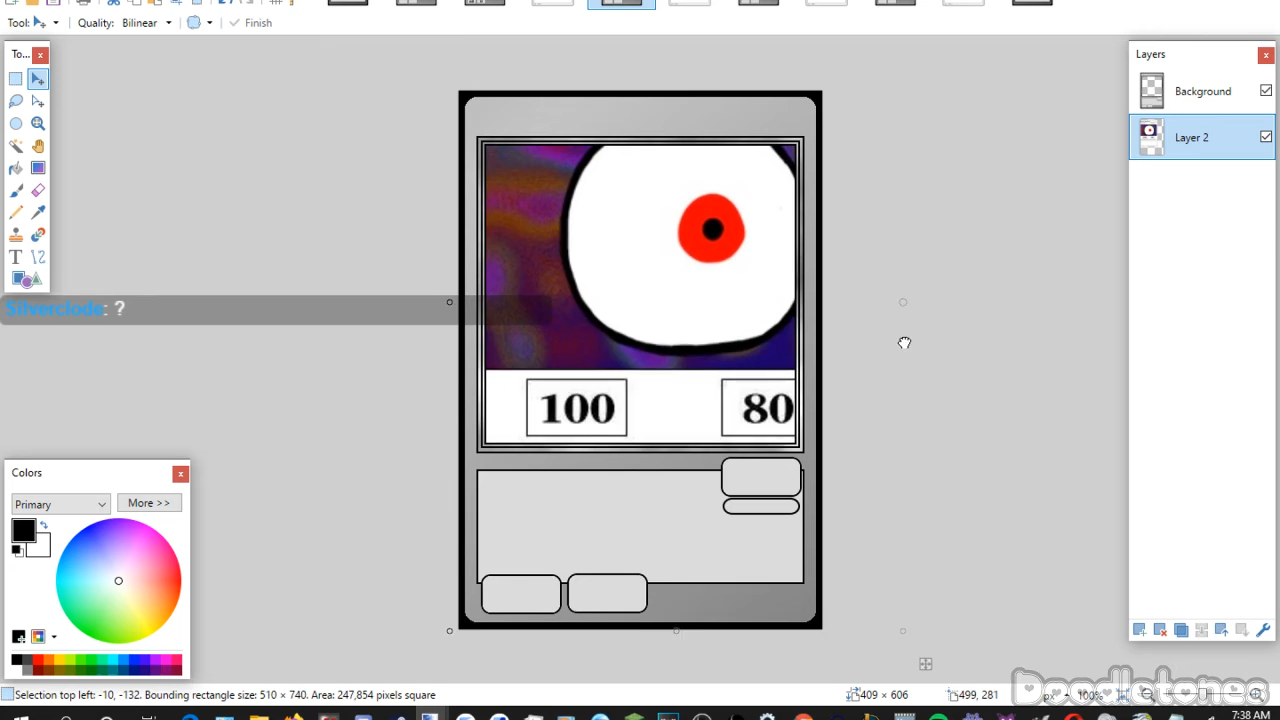 Tool:
Quality: Bilinear
Finish
To...
Layers
Background
Layer 2
Silverclode: ?
100
80
Colors
Primary
More >>
Selection top left: -10, -132. Bounding rectangle size: 510 × 740. Area: 247,854 pixels square
409 × 606
499, 281
px
100%
Doodletones
7:38 AM